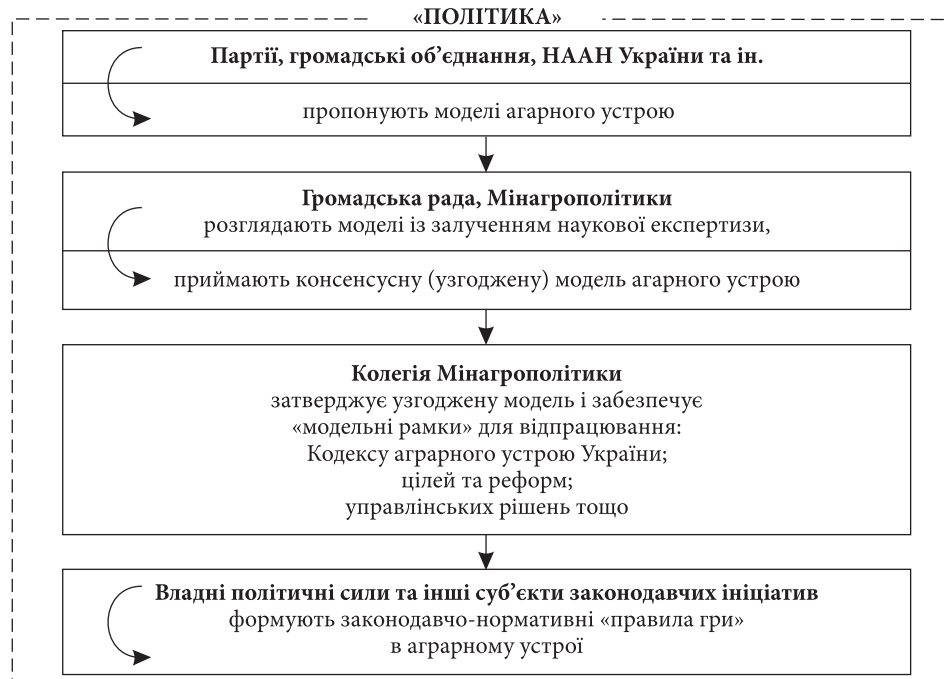 «ПОЛІТИКА»
Партії, громадські об’єднання, НААН України та ін.
пропонують моделі агарного устрою
Громадська рада, Мінагрополітики
розглядають моделі із залученням наукової експертизи,
приймають консенсусну (узгоджену) модель агарного устрою
Колегія Мінагрополітики
затверджує узгоджену модель і забезпечує
«модельні рамки» для відпрацювання:
Кодексу аграрного устрою України;
цілей та реформ;
управлінських рішень тощо
Владні політичні сили та інші суб’єкти законодавчих ініціатив
формують законодавчо-нормативні «правила гри»
в аграрному устрої